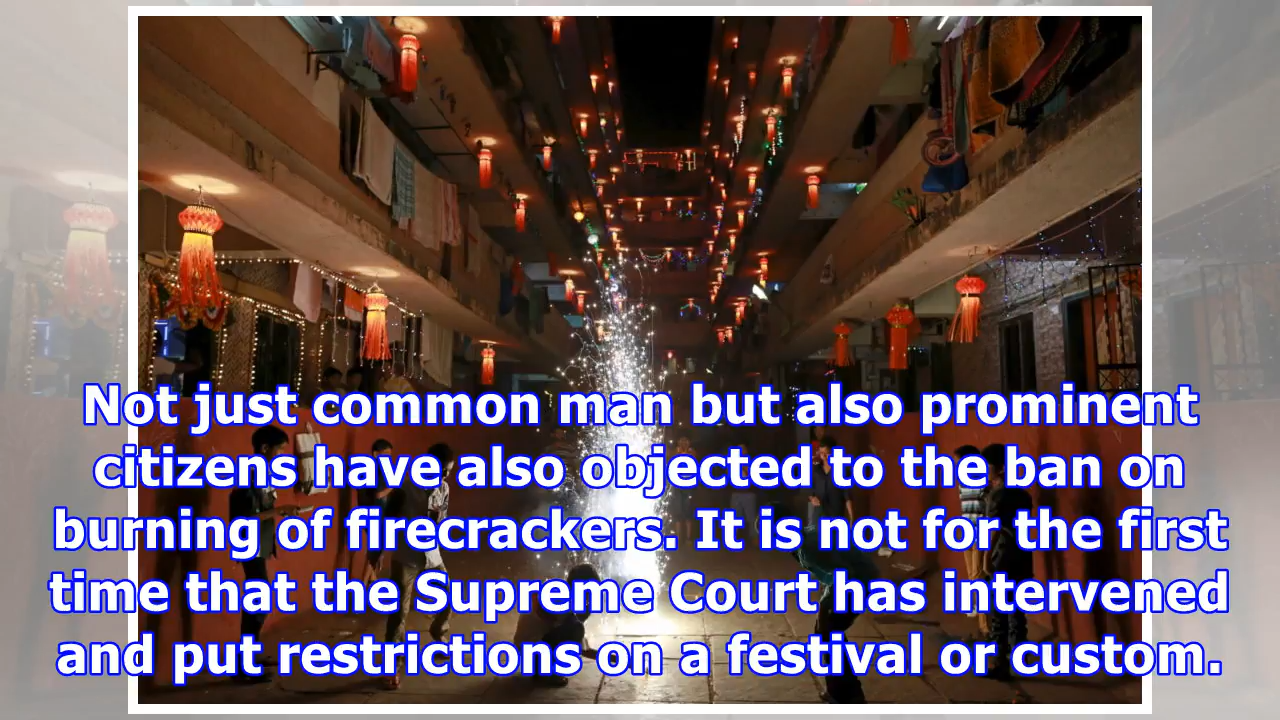 Not just common man but also prominent
citizens have also objected to the ban on
burning of firecrackers. It is not for the first
time that the Supreme Court has intervened
and put restrictions on a festival or custom.